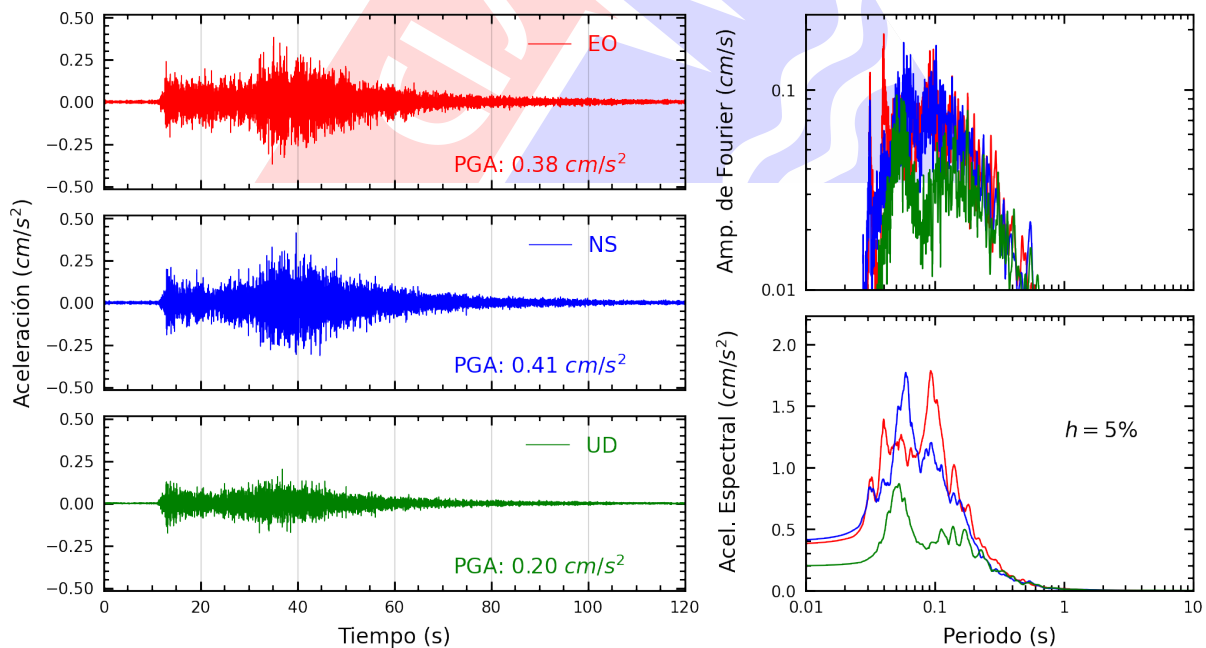 Aceleración (cm/s²)
0.50
0.25
0.00
−0.25
−0.50
EO
PGA: 0.38 cm/s²
0.50
0.25
0.00
−0.25
−0.50
NS
PGA: 0.41 cm/s²
0.50
0.25
0.00
−0.25
−0.50
UD
PGA: 0.20 cm/s²
0 20 40 60 80 100 120
Tiempo (s)
Amp. de Fourier (cm/s)
0.1
0.01
Acel. Espectral (cm/s²)
2.0
1.5
1.0
0.5
0.0
h = 5%
0.01 0.1 1 10
Periodo (s)